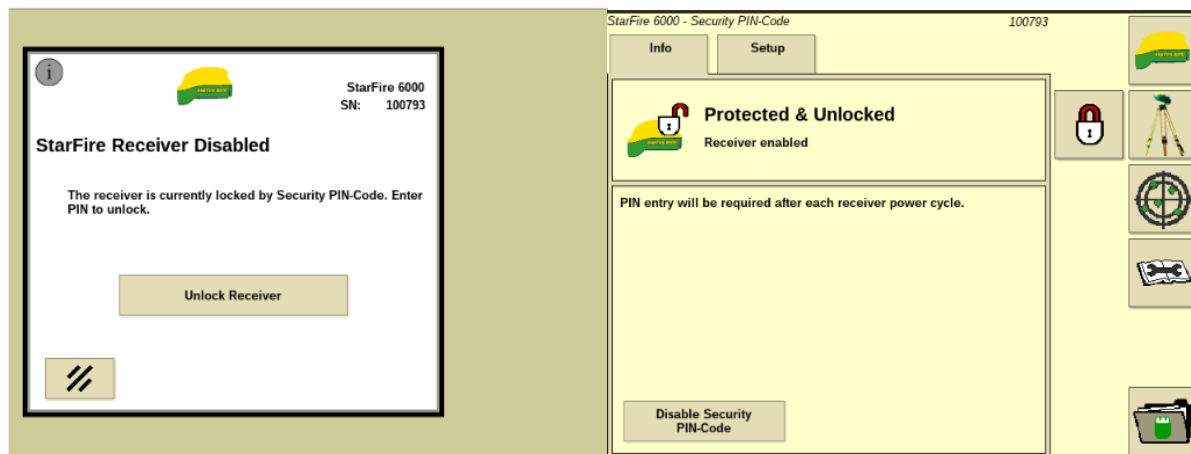 StarFire 6000
SN: 100793
StarFire Receiver Disabled
The receiver is currently locked by Security PIN-Code. Enter
PIN to unlock.
Unlock Receiver
StarFire 6000 - Security PIN-Code 100793
Info Setup
Protected & Unlocked
Receiver enabled
PIN entry will be required after each receiver power cycle.
Disable Security
PIN-Code